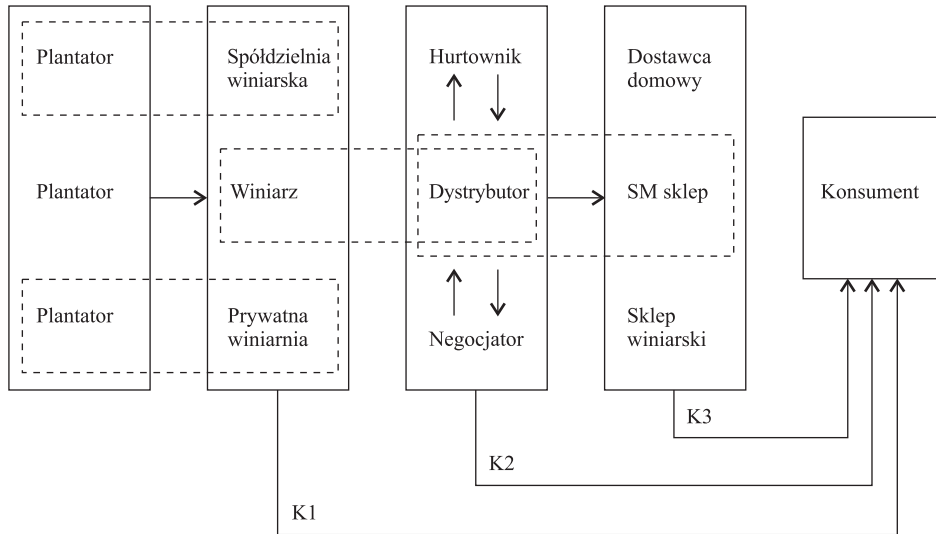 Plantator
Spółdzielnia
winiarska
Hurtownik
Dostawca
domowy
Plantator
Winiarz
Dystrybutor
SM sklep
Konsument
Plantator
Prywatna
winiarnia
Negocjator
Sklep
winiarski
K3
K2
K1